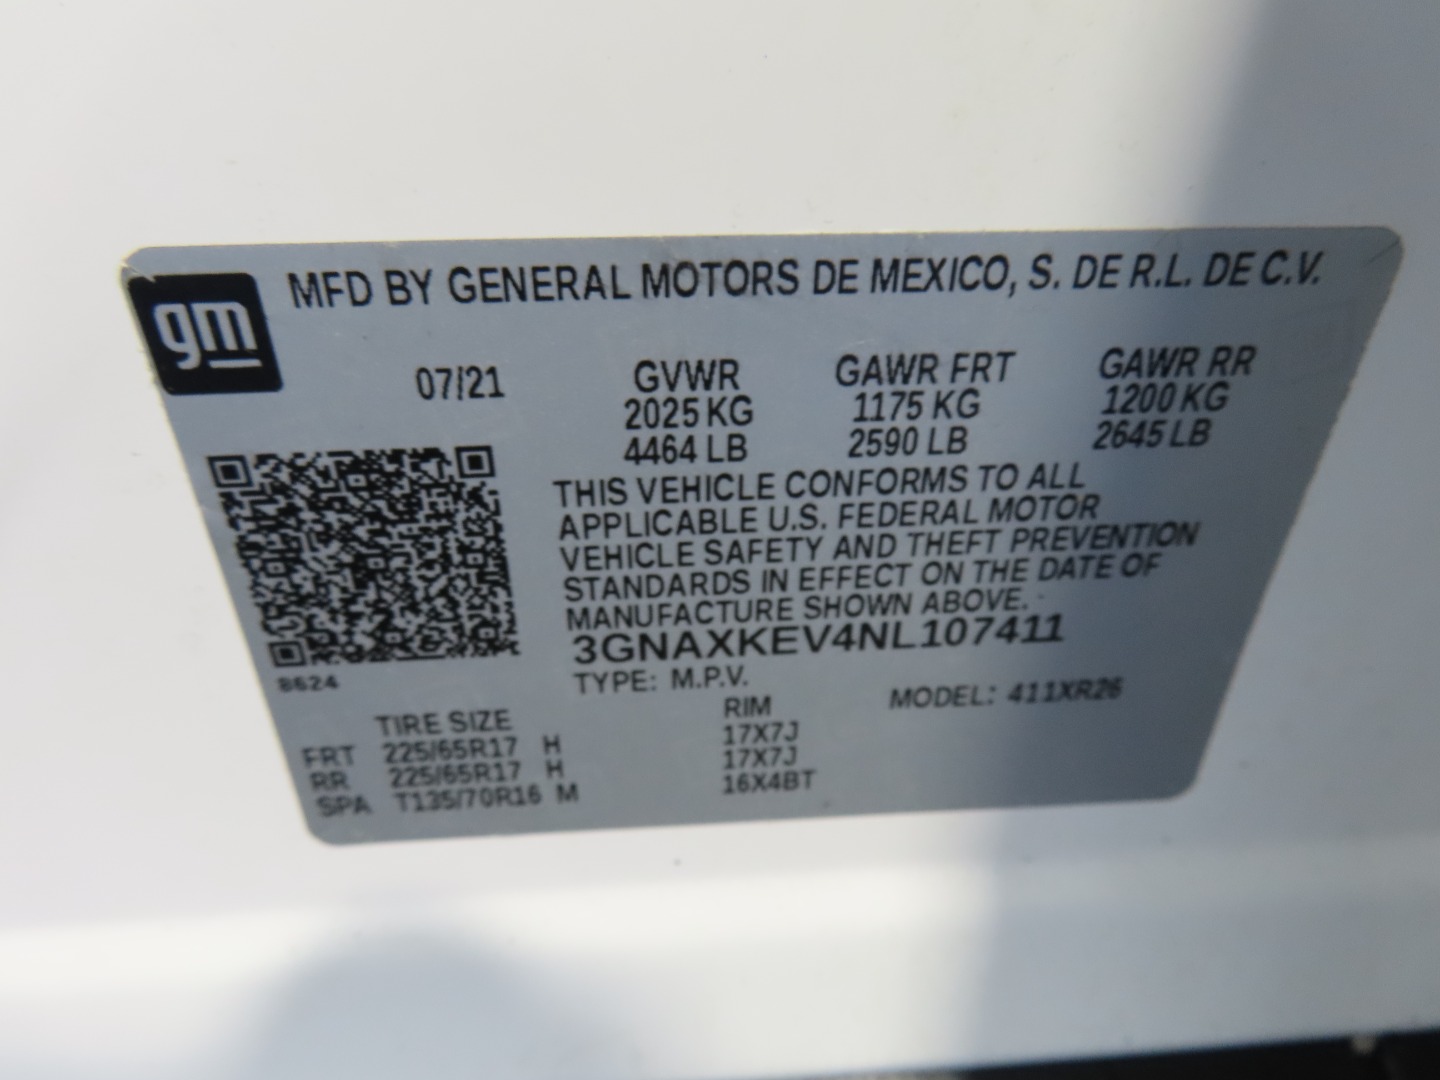 gm
MFD BY GENERAL MOTORS DE MEXICO, S. DE R.L. DE C.V.
07/21 GVWR GAWR FRT GAWR RR
2025 KG 1175 KG 1200 KG
4464 LB 2590 LB 2645 LB
THIS VEHICLE CONFORMS TO ALL
APPLICABLE U.S. FEDERAL MOTOR
VEHICLE SAFETY AND THEFT PREVENTION
STANDARDS IN EFFECT ON THE DATE OF
MANUFACTURE SHOWN ABOVE.
3GNAXKEV4NL107411
8624
TYPE: M.P.V.
MODEL: 411XR26
TIRE SIZE RIM
FRT 225/65R17 H 17X7J
RR 225/65R17 H 17X7J
SPA T135/70R16 M 16X4BT